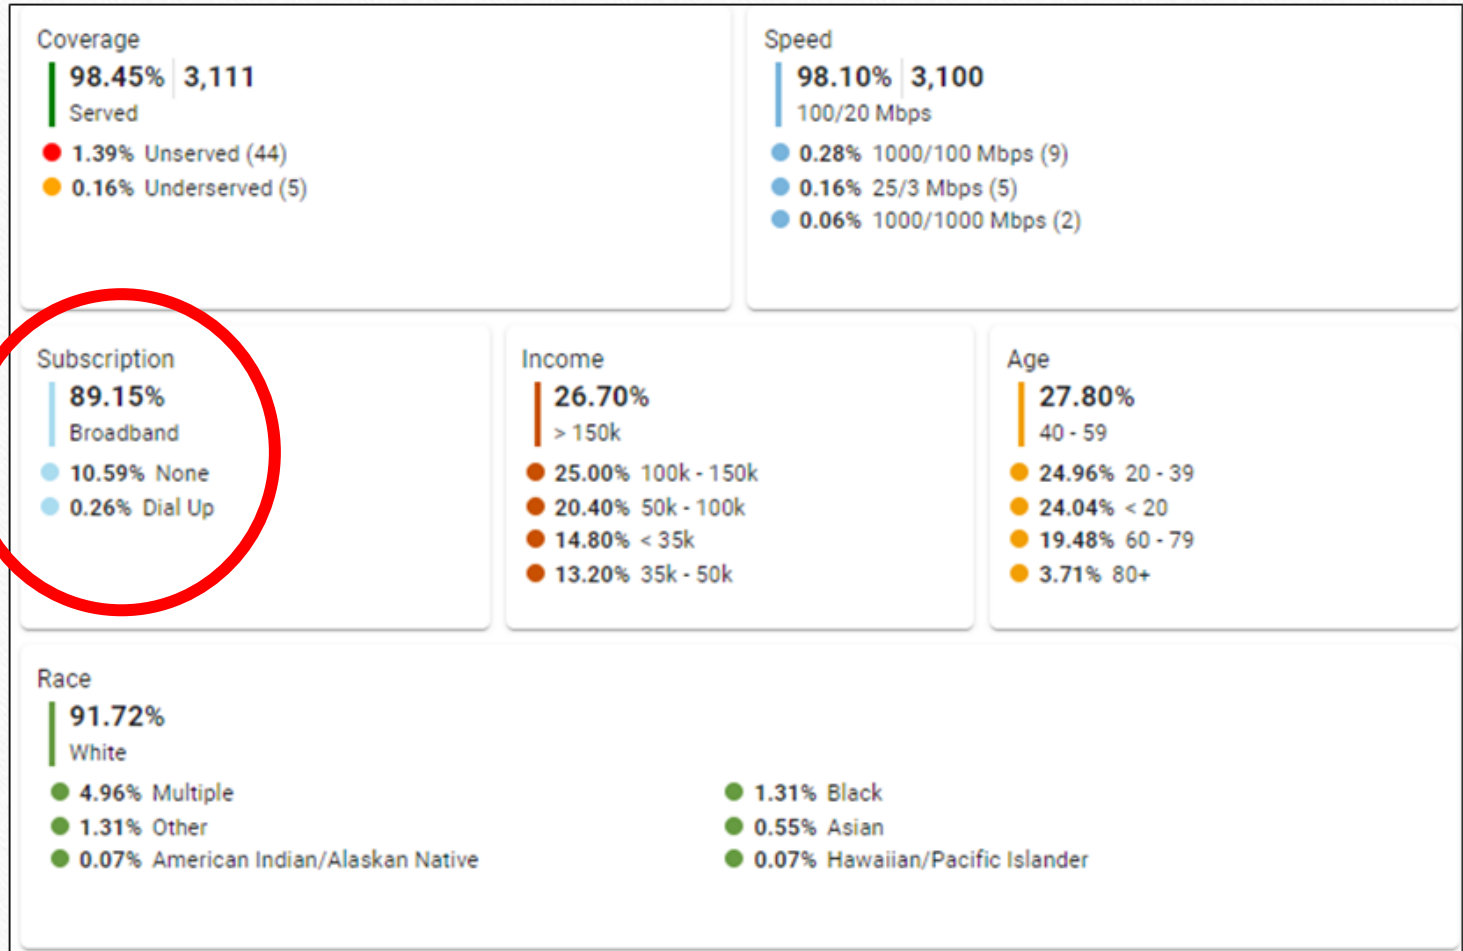 Coverage
98.45% 3,111
Served
1.39% Unserved (44)
0.16% Underserved (5)
Speed
98.10% 3,100
100/20 Mbps
0.28% 1000/100 Mbps (9)
0.16% 25/3 Mbps (5)
0.06% 1000/1000 Mbps (2)
Subscription
89.15%
Broadband
10.59% None
0.26% Dial Up
Income
26.70%
> 150k
25.00% 100k - 150k
20.40% 50k - 100k
14.80% < 35k
13.20% 35k - 50k
Age
27.80%
40 - 59
24.96% 20 - 39
24.04% < 20
19.48% 60 - 79
3.71% 80+
Race
91.72%
White
4.96% Multiple
1.31% Other
0.07% American Indian/Alaskan Native
1.31% Black
0.55% Asian
0.07% Hawaiian/Pacific Islander